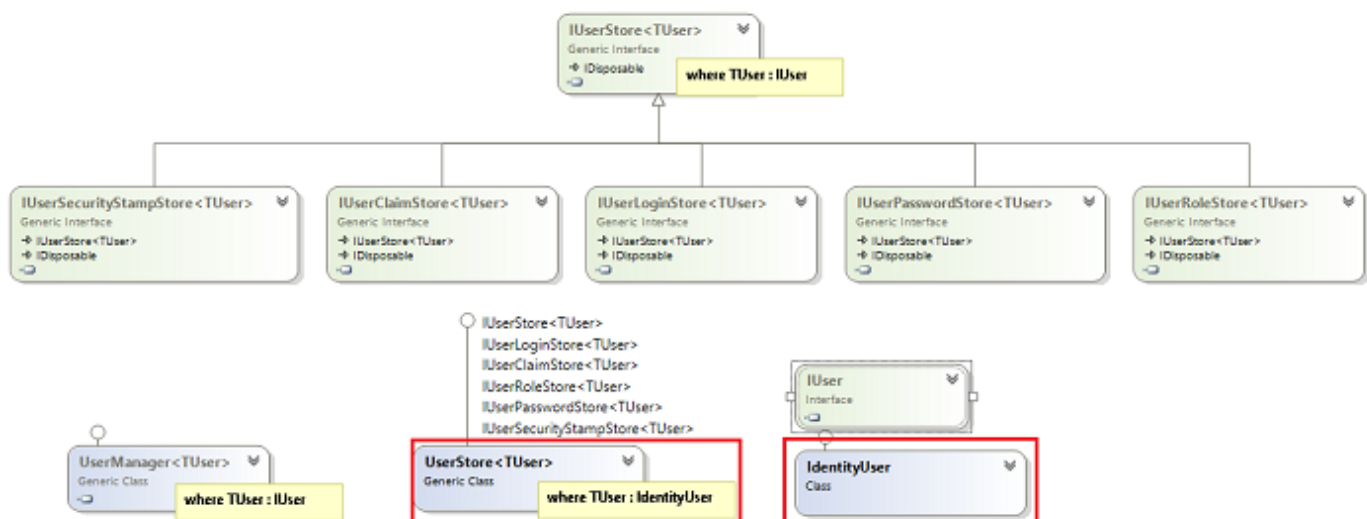 IUserStore<TUser>
Generic Interface
IDisposable
where TUser : IUser
IUserSecurityStampStore<TUser>
Generic Interface
IUserStore<TUser>
IDisposable
IUserClaimStore<TUser>
Generic Interface
IUserStore<TUser>
IDisposable
IUserLoginStore<TUser>
Generic Interface
IUserStore<TUser>
IDisposable
IUserPasswordStore<TUser>
Generic Interface
IUserStore<TUser>
IDisposable
IUserRoleStore<TUser>
Generic Interface
IUserStore<TUser>
IDisposable
IUserStore<TUser>
IUserLoginStore<TUser>
IUserClaimStore<TUser>
IUserRoleStore<TUser>
IUserPasswordStore<TUser>
IUserSecurityStampStore<TUser>
IUser
Interface
UserManager<TUser>
Generic Class
where TUser : IUser
UserStore<TUser>
Generic Class
where TUser : IdentityUser
IdentityUser
Class